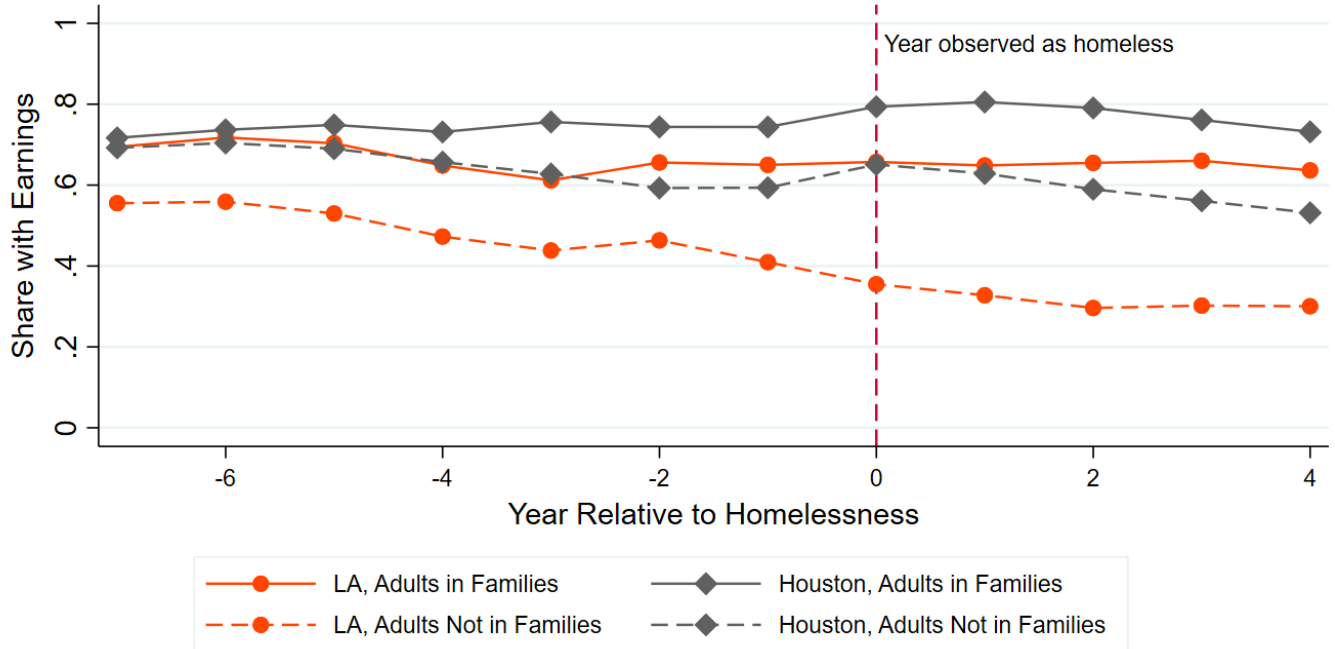 1
.8
.6
.4
.2
0
Share with Earnings
Year observed as homeless
-6 -4 -2 0 2 4
Year Relative to Homelessness
LA, Adults in Families Houston, Adults in Families
LA, Adults Not in Families Houston, Adults Not in Families